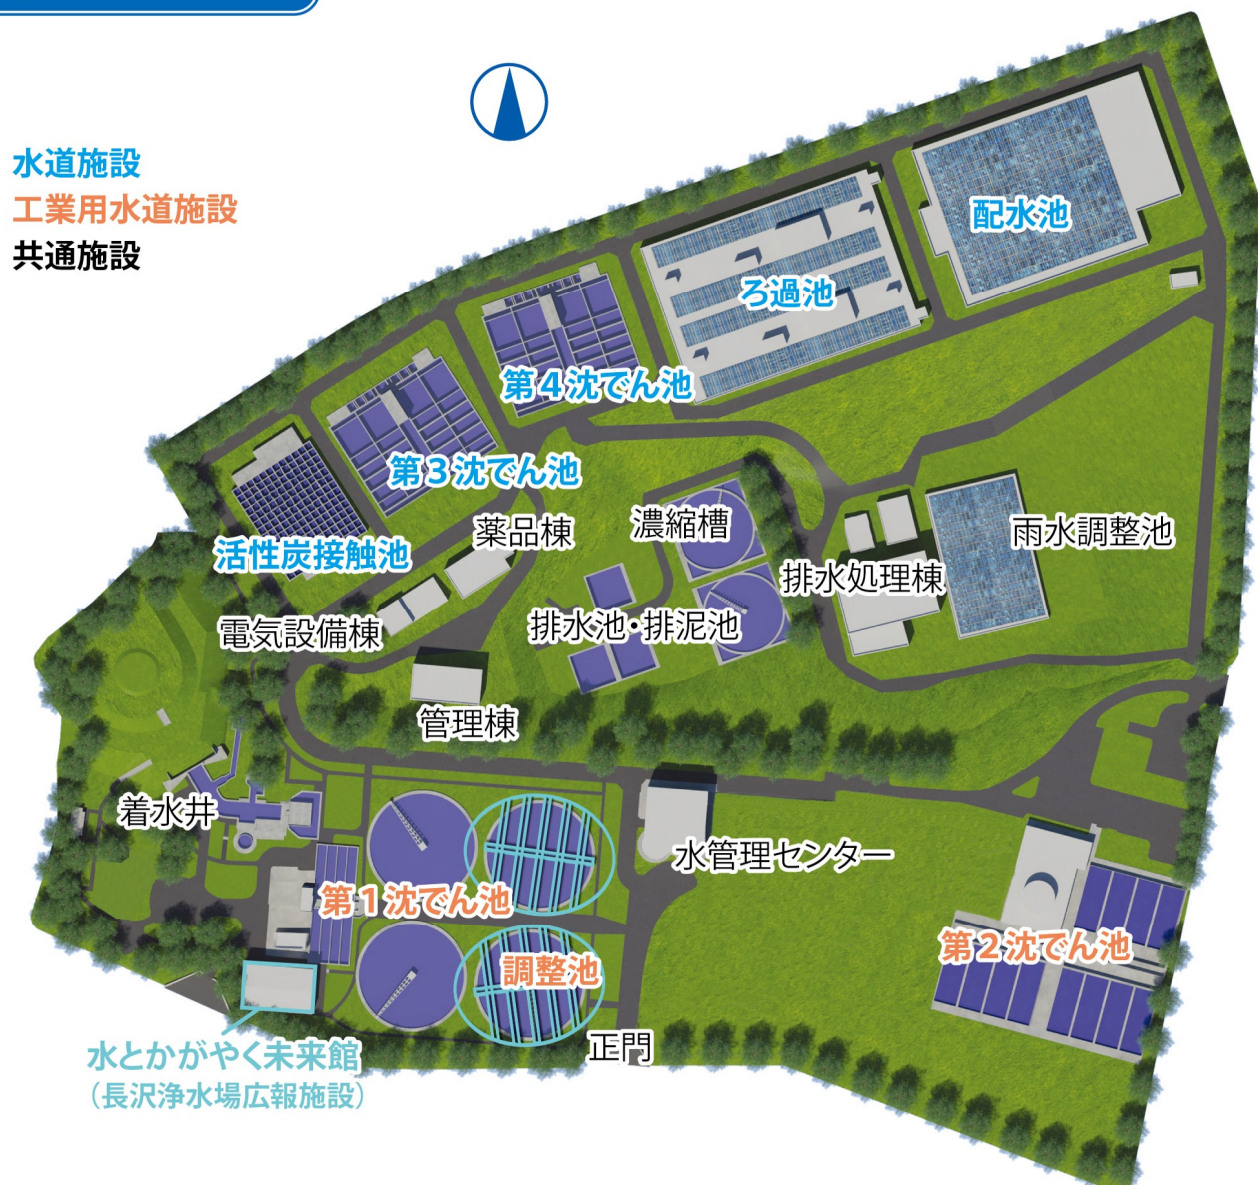 水道施設
工業用水道施設
共通施設
配水池
ろ過池
第4沈でん池
第3沈でん池
活性炭接触池
薬品棟
濃縮槽
雨水調整池
排水処理棟
電気設備棟
排水池・排泥池
管理棟
着水井
水管理センター
第1沈でん池
第2沈でん池
調整池
正門
水とかがやく未来館
(長沢浄水場広報施設)